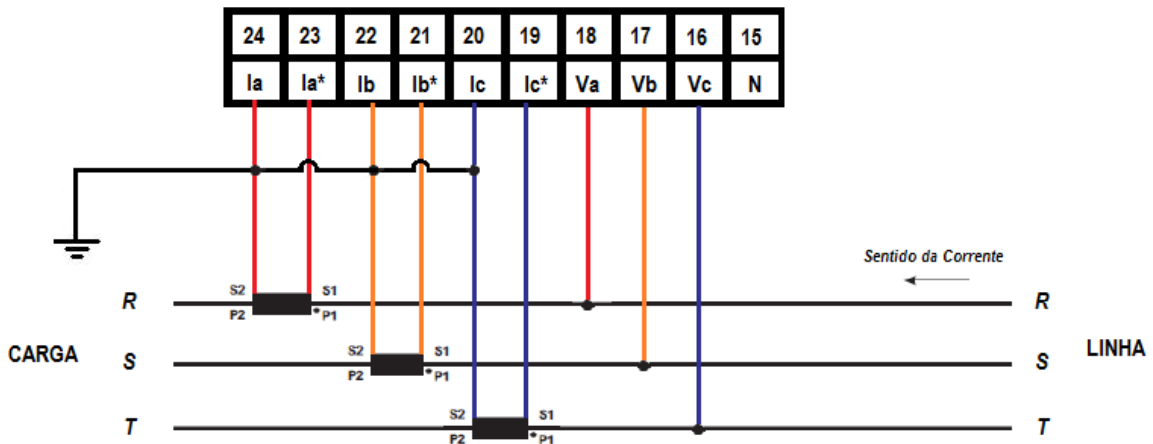 24 23 22 21 20 19 18 17 16 15
Ia Ia* Ib Ib* Ic Ic* Va Vb Vc N
Sentido da Corrente
S2 S1
R R
P2 *P1
CARGA LINHA
S2 S1
S S
P2 *P1
S2 S1
T T
P2 *P1